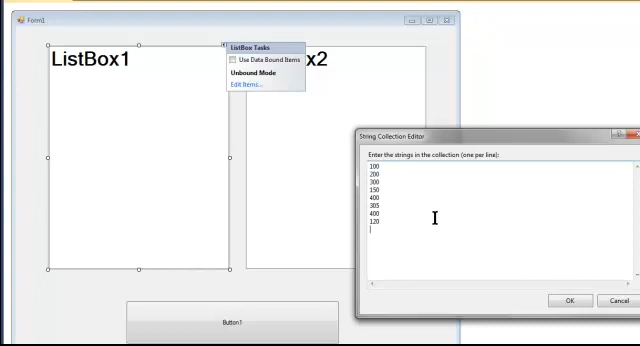 Form1
ListBox1
ListBox Tasks
Use Data Bound Items
Unbound Mode
Edit Items...
x2
String Collection Editor
Enter the strings in the collection (one per line):
100
200
300
150
400
305
400
120
OK
Cancel
Button1